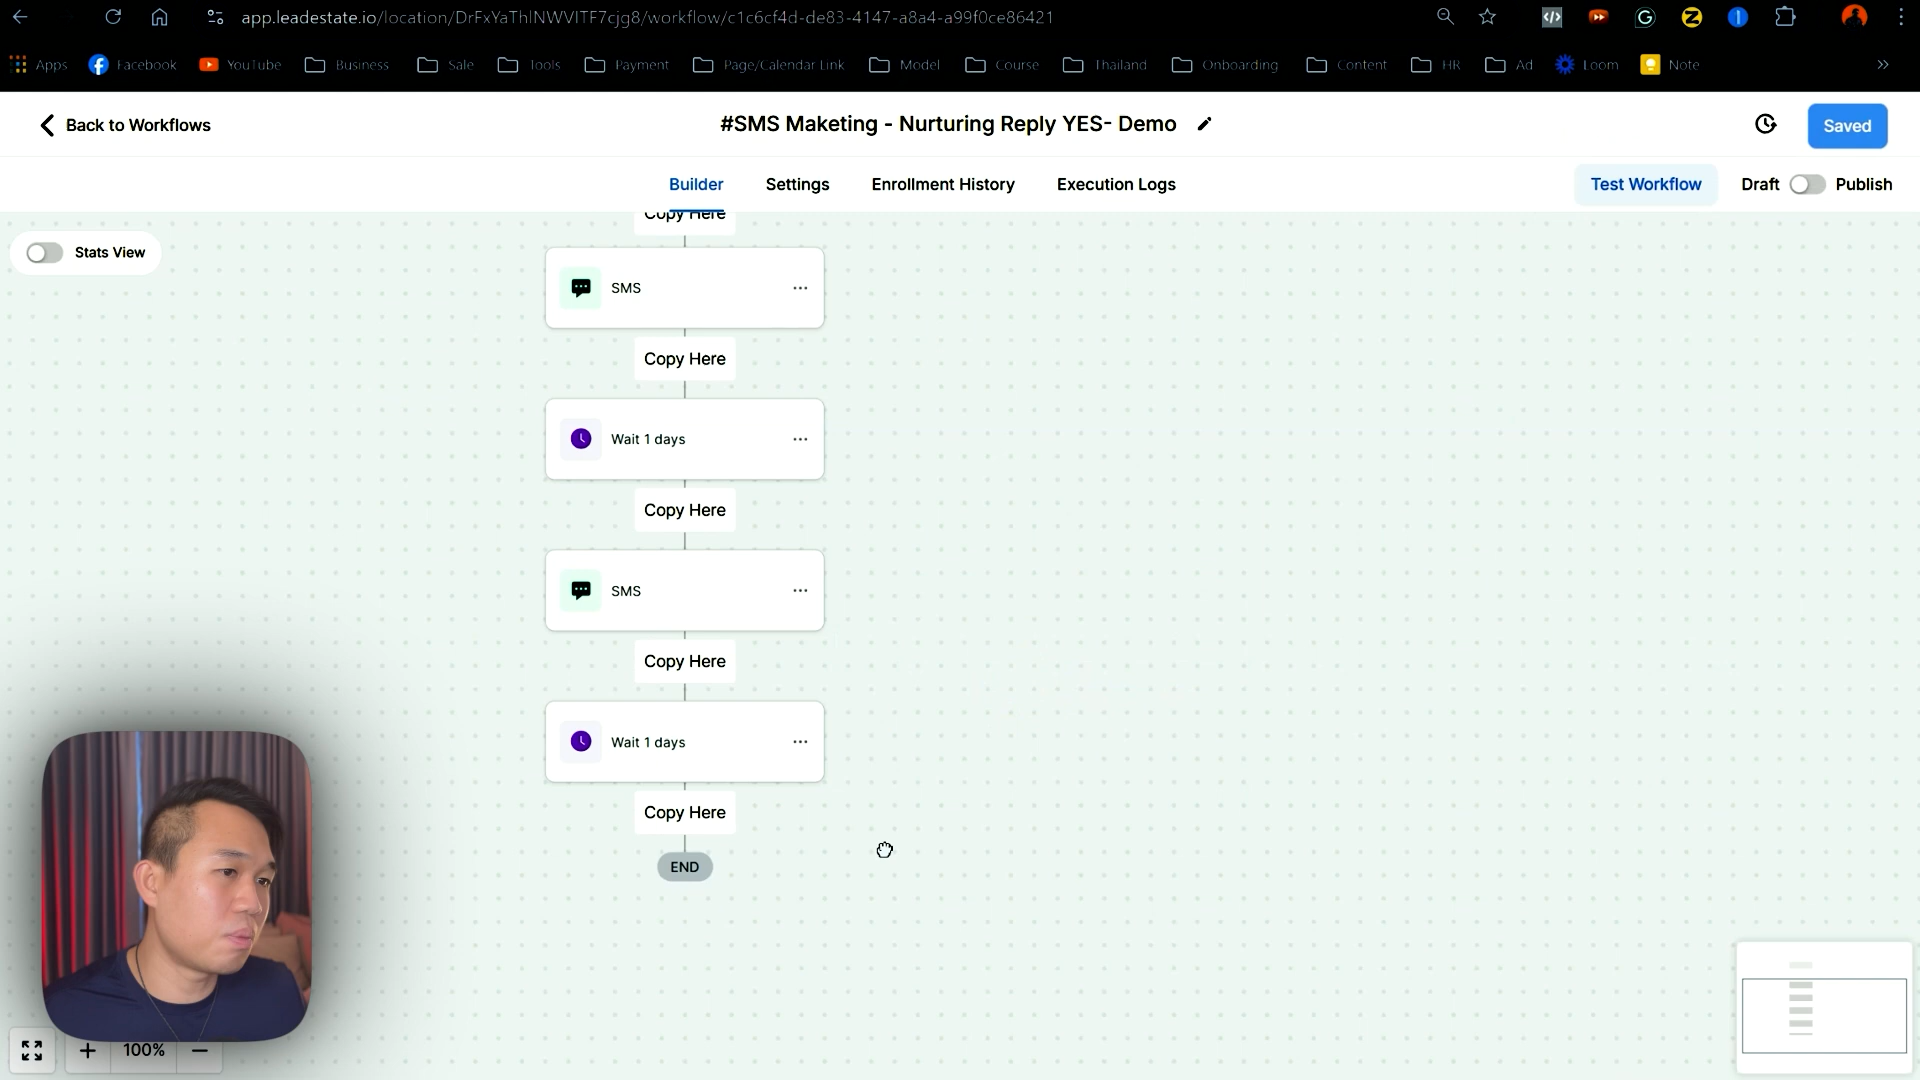 app.leadestate.io/location/DrFxYaThlNWVITF7cjg8/workflow/c1c6cf4d-de83-4147-a8a4-a99f0ce86421
Apps
Facebook
YouTube
Business
Sale
Tools
Payment
Page/Calendar Link
Model
Course
Thailand
Onboarding
Content
HR
Ad
Loom
Note
Back to Workflows
#SMS Maketing - Nurturing Reply YES- Demo
Saved
Builder
Settings
Enrollment History
Execution Logs
Test Workflow
Draft
Publish
Stats View
Copy Here
SMS
Copy Here
Wait 1 days
Copy Here
SMS
Copy Here
Wait 1 days
Copy Here
END
100%